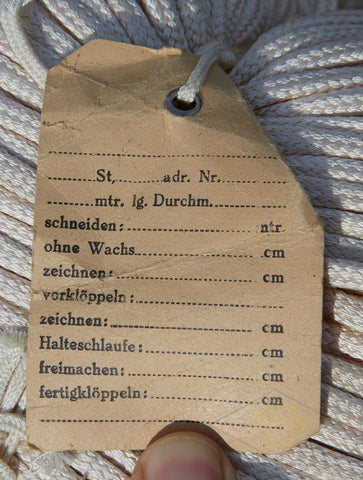 St, adr. Nr.
mtr. lg. Durchm.
schneiden: mtr.
ohne Wachs cm
zeichnen: cm
vorklöppeln:
zeichnen: cm
Halteschlaufe: cm
freimachen: cm
fertigklöppeln: cm